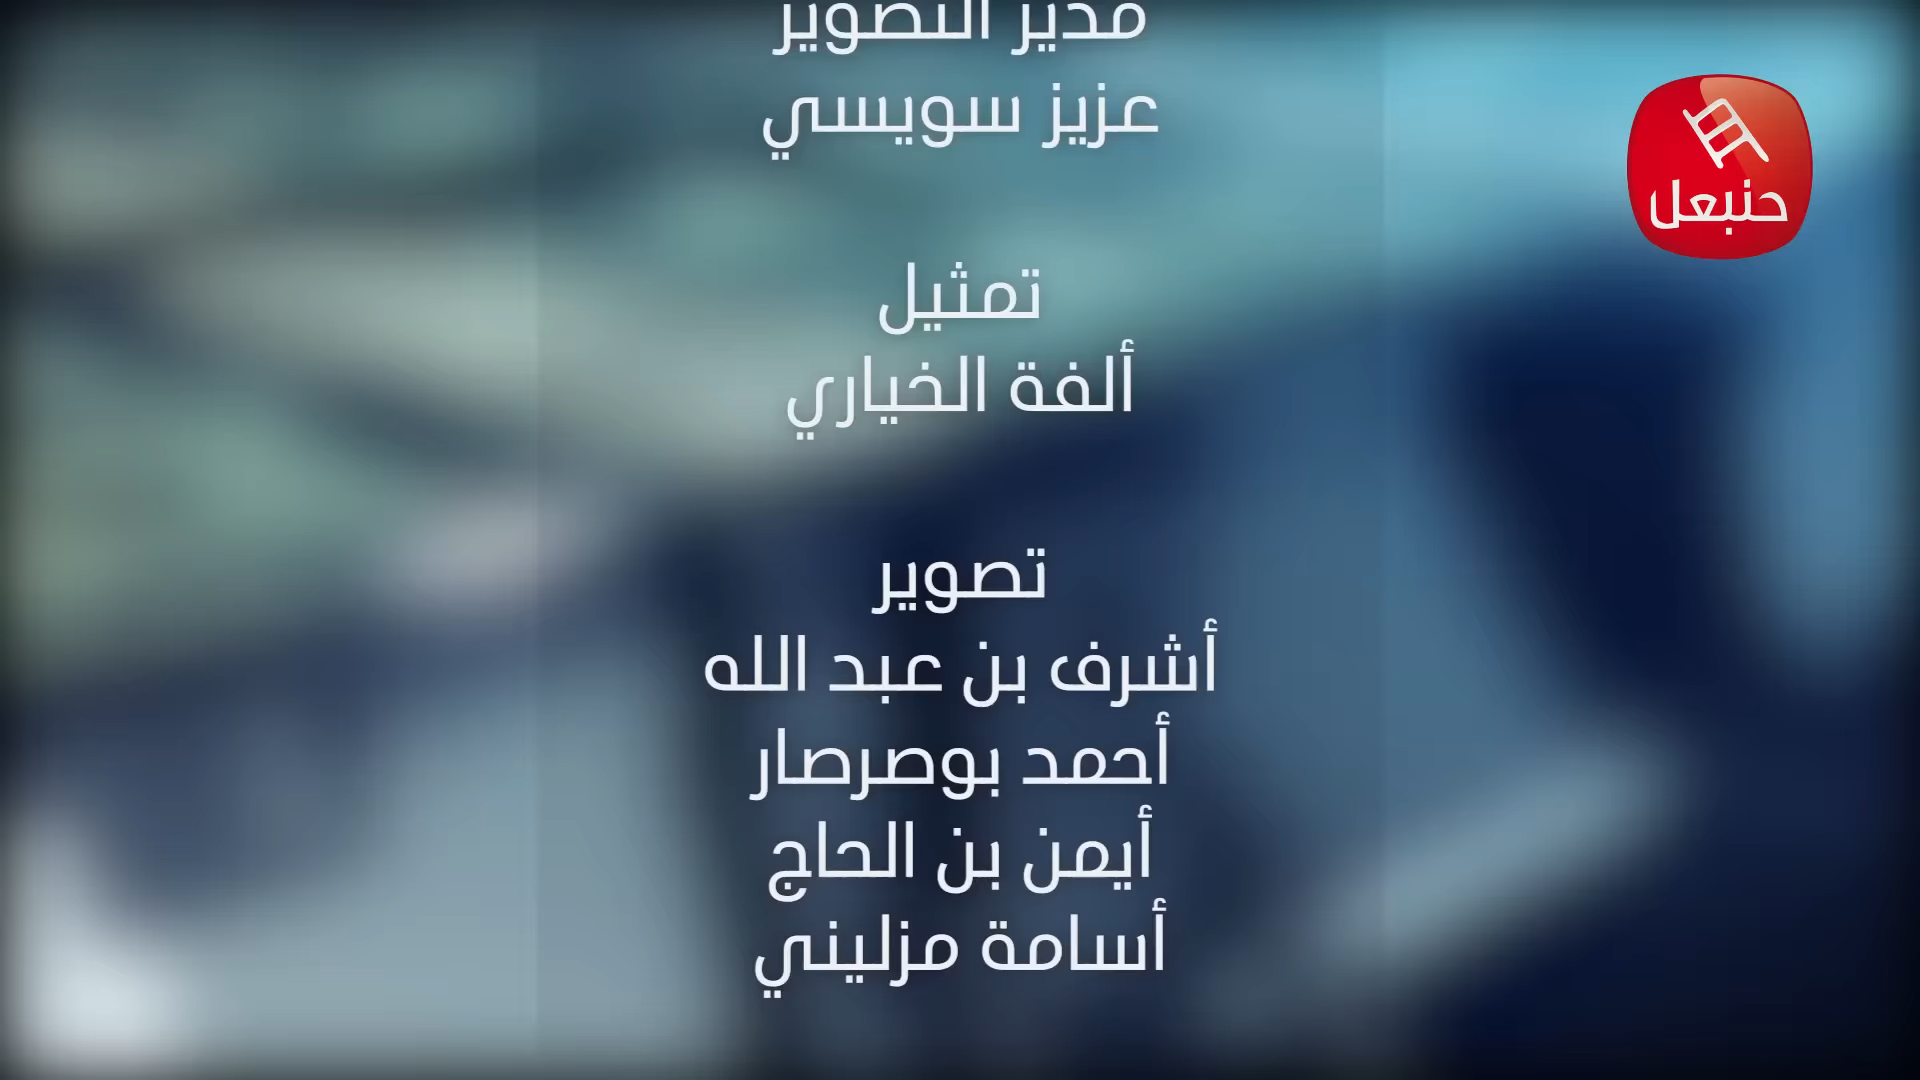 مدير التصوير
عزيز سويسي
حنبعل
تمثيل
ألفة الخياري
تصوير
أشرف بن عبد الله
أحمد بوصرصار
أيمن بن الحاج
أسامة مزليني